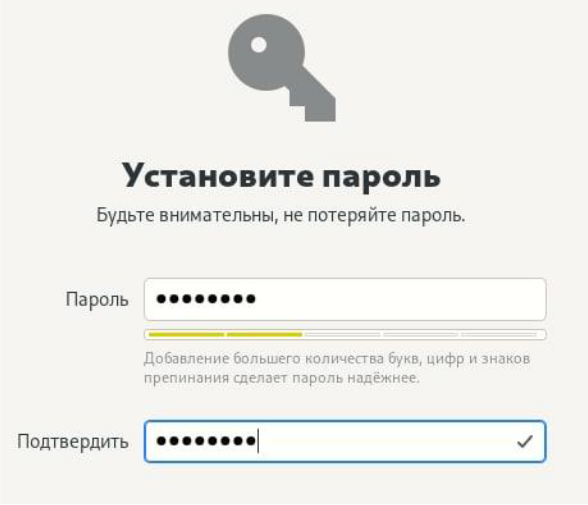 Установите пароль
Будьте внимательны, не потеряйте пароль.
Пароль ●●●●●●●●
Добавление большего количества букв, цифр и знаков
препинания сделает пароль надёжнее.
Подтвердить ●●●●●●●●